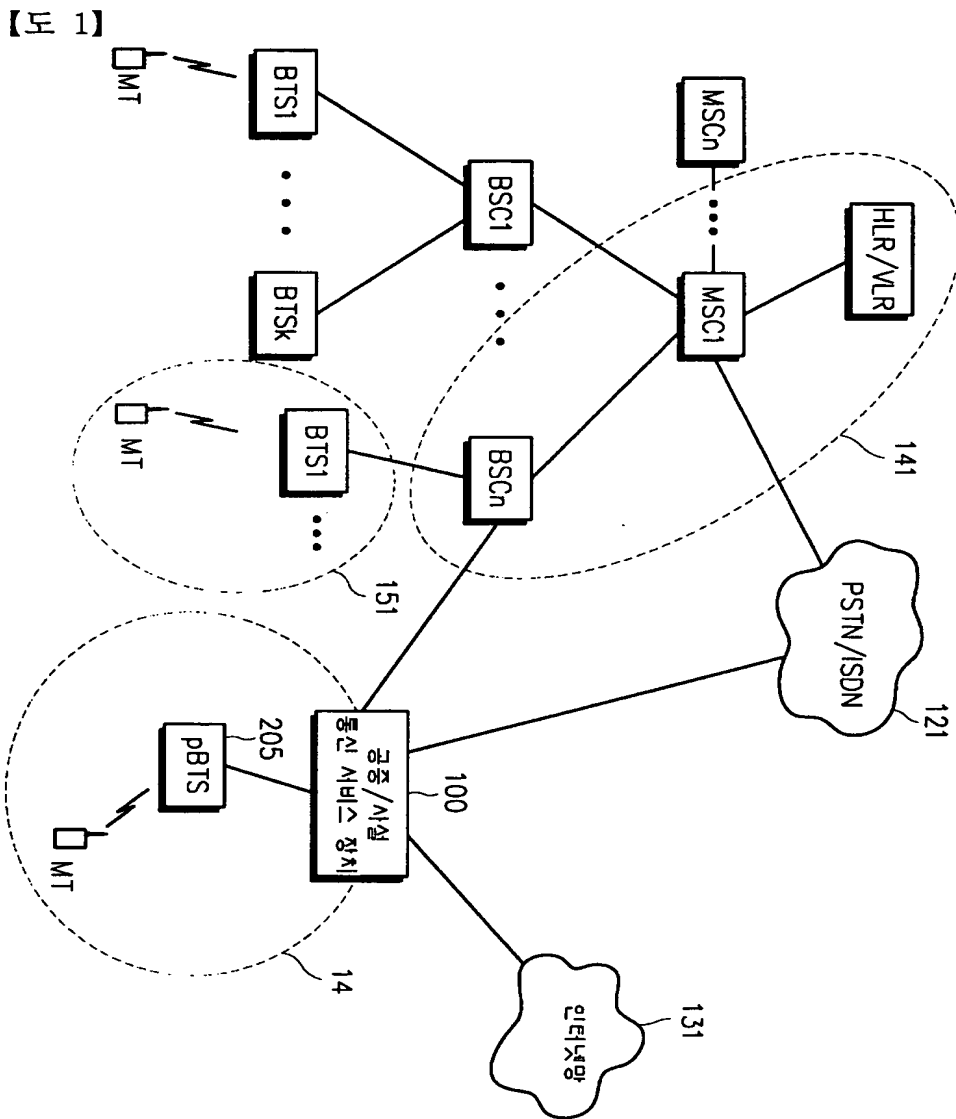 【도 1】
MT
BTS1
BTSk
BSC1
MSCn
MSC1
HLR/VLR
141
MT
BTS1
BSCn
151
PSTN/ISDN
121
205
pBTS
MT
공중/사설
통신 서비스 장치
100
14
인터넷망
131